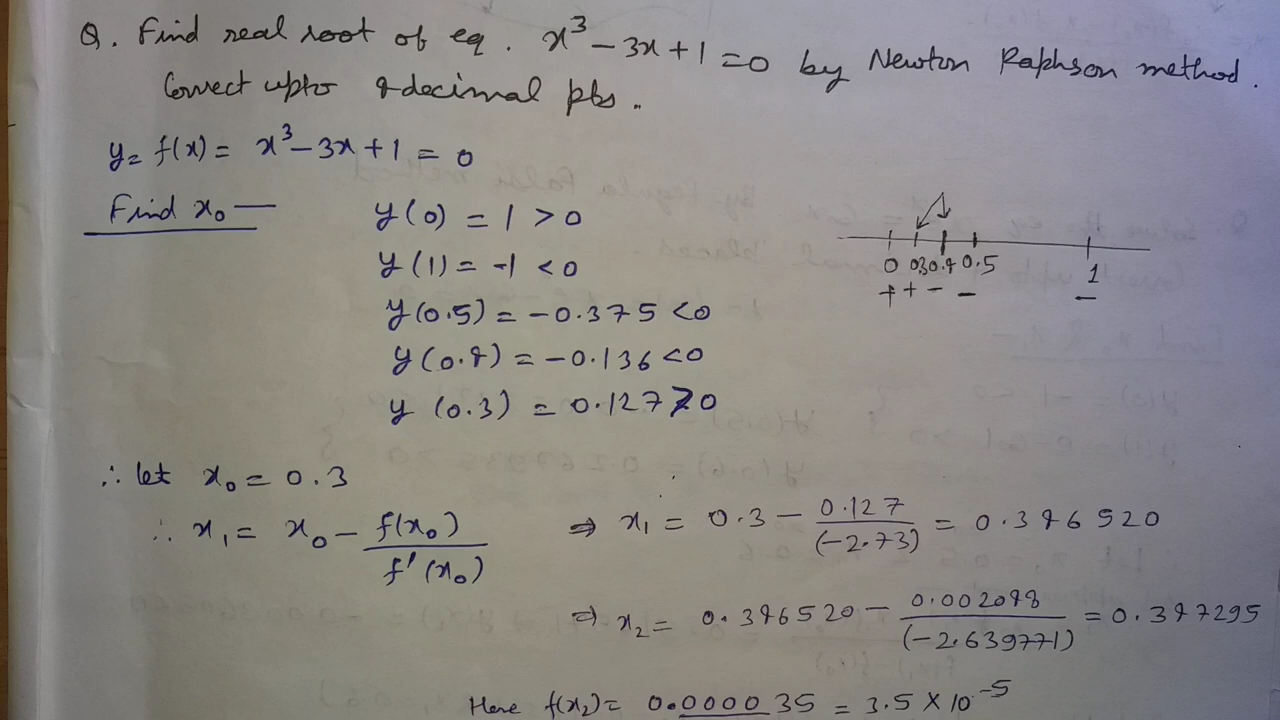 Q. Find real root of eq. x³ - 3x + 1 = 0 by Newton Raphson method.
Correct upto 4 decimal pts.
y = f(x) = x³ - 3x + 1 = 0
Find x₀ —
y(0) = 1 > 0
y(1) = -1 < 0
y(0.5) = -0.375 < 0
y(0.4) = -0.136 < 0
y(0.3) = 0.127 > 0
0 0.3 0.4 0.5 1
+ + - - -
∴ let x₀ = 0.3
∴ x₁ = x₀ - f(x₀) / f'(x₀) ⇒ x₁ = 0.3 - 0.127 / (-2.73) = 0.346520
⇒ x₂ = 0.346520 - 0.002048 / (-2.639771) = 0.347295
Here f(x₂) = 0.000035 = 3.5 × 10⁻⁵